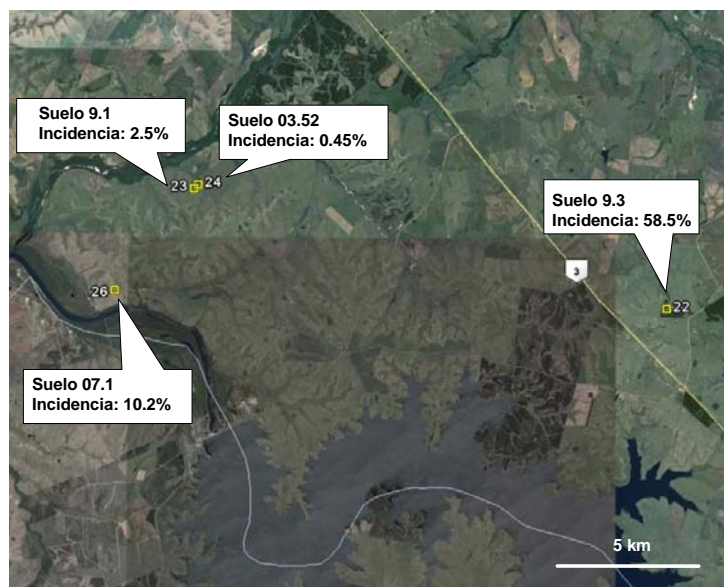 Suelo 9.1
Incidencia: 2.5%
Suelo 03.52
Incidencia: 0.45%
23
24
Suelo 9.3
Incidencia: 58.5%
3
22
26
Suelo 07.1
Incidencia: 10.2%
5 km